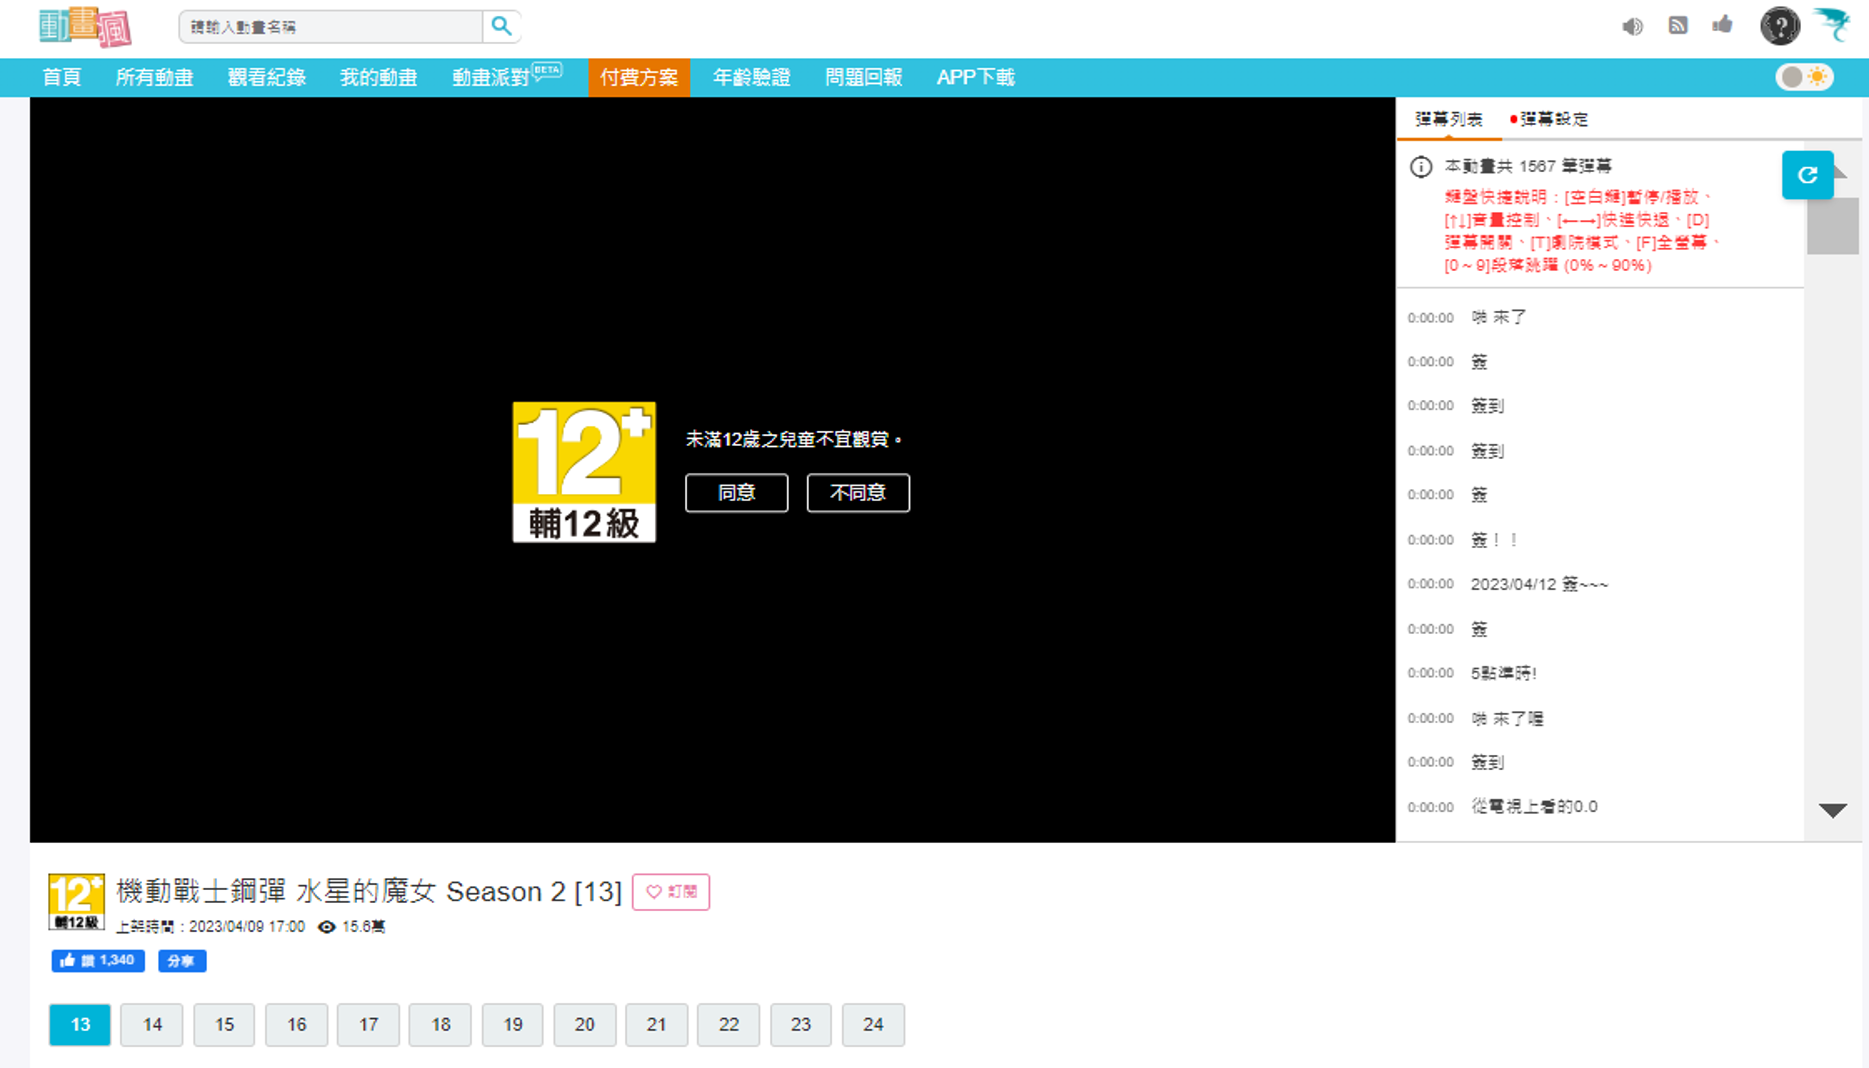 動畫瘋
請輸入動畫名稱
首頁 所有動畫 觀看紀錄 我的動畫 動畫派對 BETA 付費方案 年齡驗證 問題回報 APP下載
彈幕列表 彈幕設定
本動畫共 1567 筆彈幕
鍵盤快捷說明：[空白鍵]暫停/播放、
[↑↓]音量控制、[←→]快進快退、[D]
彈幕開關、[T]劇院模式、[F]全螢幕、
[0～9]段落跳躍 (0%～90%)
0:00:00 啪 來了
0:00:00 簽
0:00:00 簽到
0:00:00 簽到
0:00:00 簽
0:00:00 簽！！
0:00:00 2023/04/12 簽~~~
0:00:00 簽
0:00:00 5點準時!
0:00:00 啪 來了喔
0:00:00 簽到
0:00:00 從電視上看的0.0
12+
輔12級
未滿12歲之兒童不宜觀賞。
同意 不同意
12+
輔12級
機動戰士鋼彈 水星的魔女 Season 2 [13] 訂閱
上架時間：2023/04/09 17:00 15.6萬
讚 1,340 分享
13 14 15 16 17 18 19 20 21 22 23 24